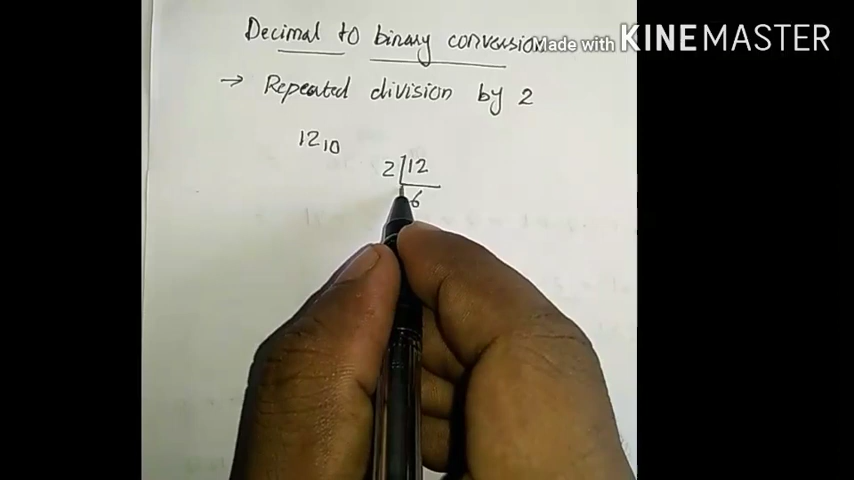 Decimal to binary conversion
Made with KINEMASTER
→ Repeated division by 2
12₁₀
2 12
6